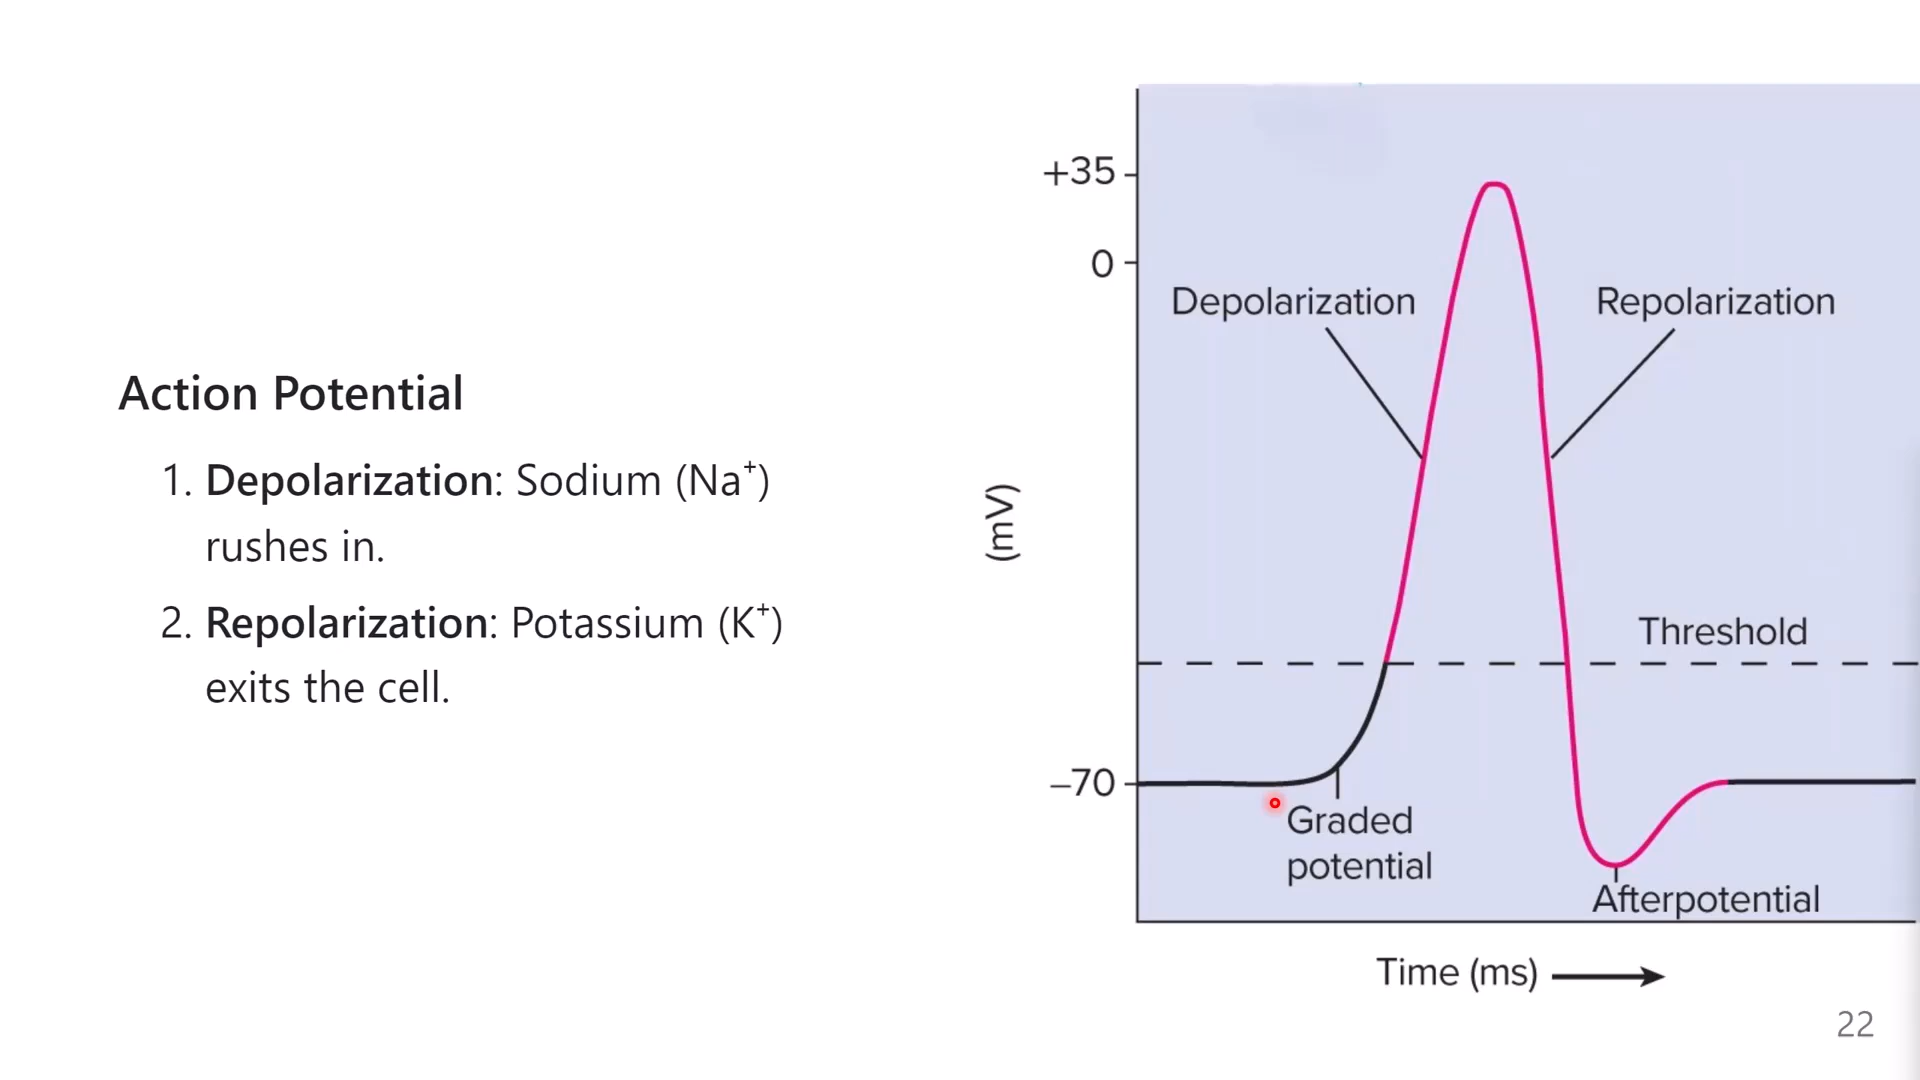 Action Potential
1. Depolarization: Sodium (Na⁺)
rushes in.
2. Repolarization: Potassium (K⁺)
exits the cell.
+35
0
Depolarization
Repolarization
(mV)
Threshold
–70
Graded
potential
Afterpotential
Time (ms)
22